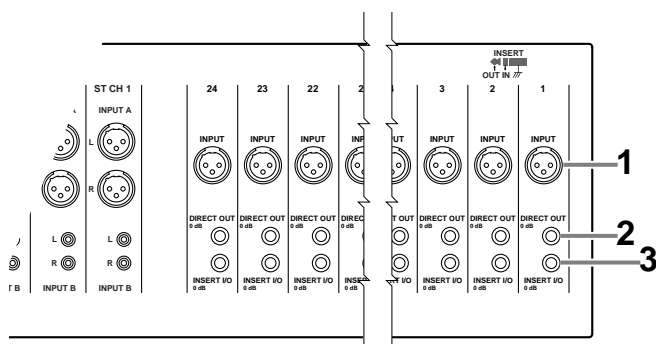 INSERT
OUT IN
ST CH 1 24 23 22 3 2 1
INPUT A
INPUT INPUT INPUT INPUT INPUT INPUT
L
1
R
DIRECT OUT DIRECT OUT DIRECT OUT DIRECT OUT DIRECT OUT DIRECT OUT
0 dB 0 dB 0 dB 0 dB 0 dB 0 dB
L L 2
R R 3
INPUT B INPUT B INSERT I/O INSERT I/O INSERT I/O INSERT I/O INSERT I/O INSERT I/O
0 dB 0 dB 0 dB 0 dB 0 dB 0 dB